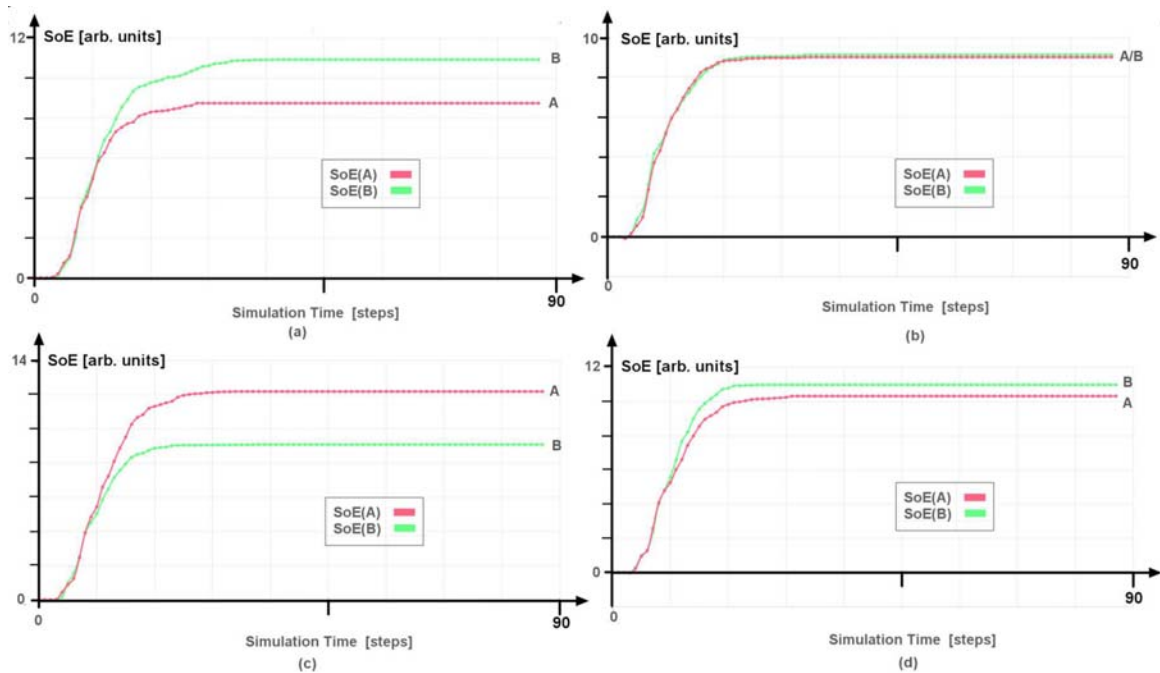 12
SoE [arb. units]
B
A
SoE(A)
SoE(B)
0
0
90
Simulation Time [steps]
(a)
10
SoE [arb. units]
A/B
SoE(A)
SoE(B)
0
0
90
Simulation Time [steps]
(b)
14
SoE [arb. units]
A
B
SoE(A)
SoE(B)
0
0
90
Simulation Time [steps]
(c)
12
SoE [arb. units]
B
A
SoE(A)
SoE(B)
0
0
90
Simulation Time [steps]
(d)